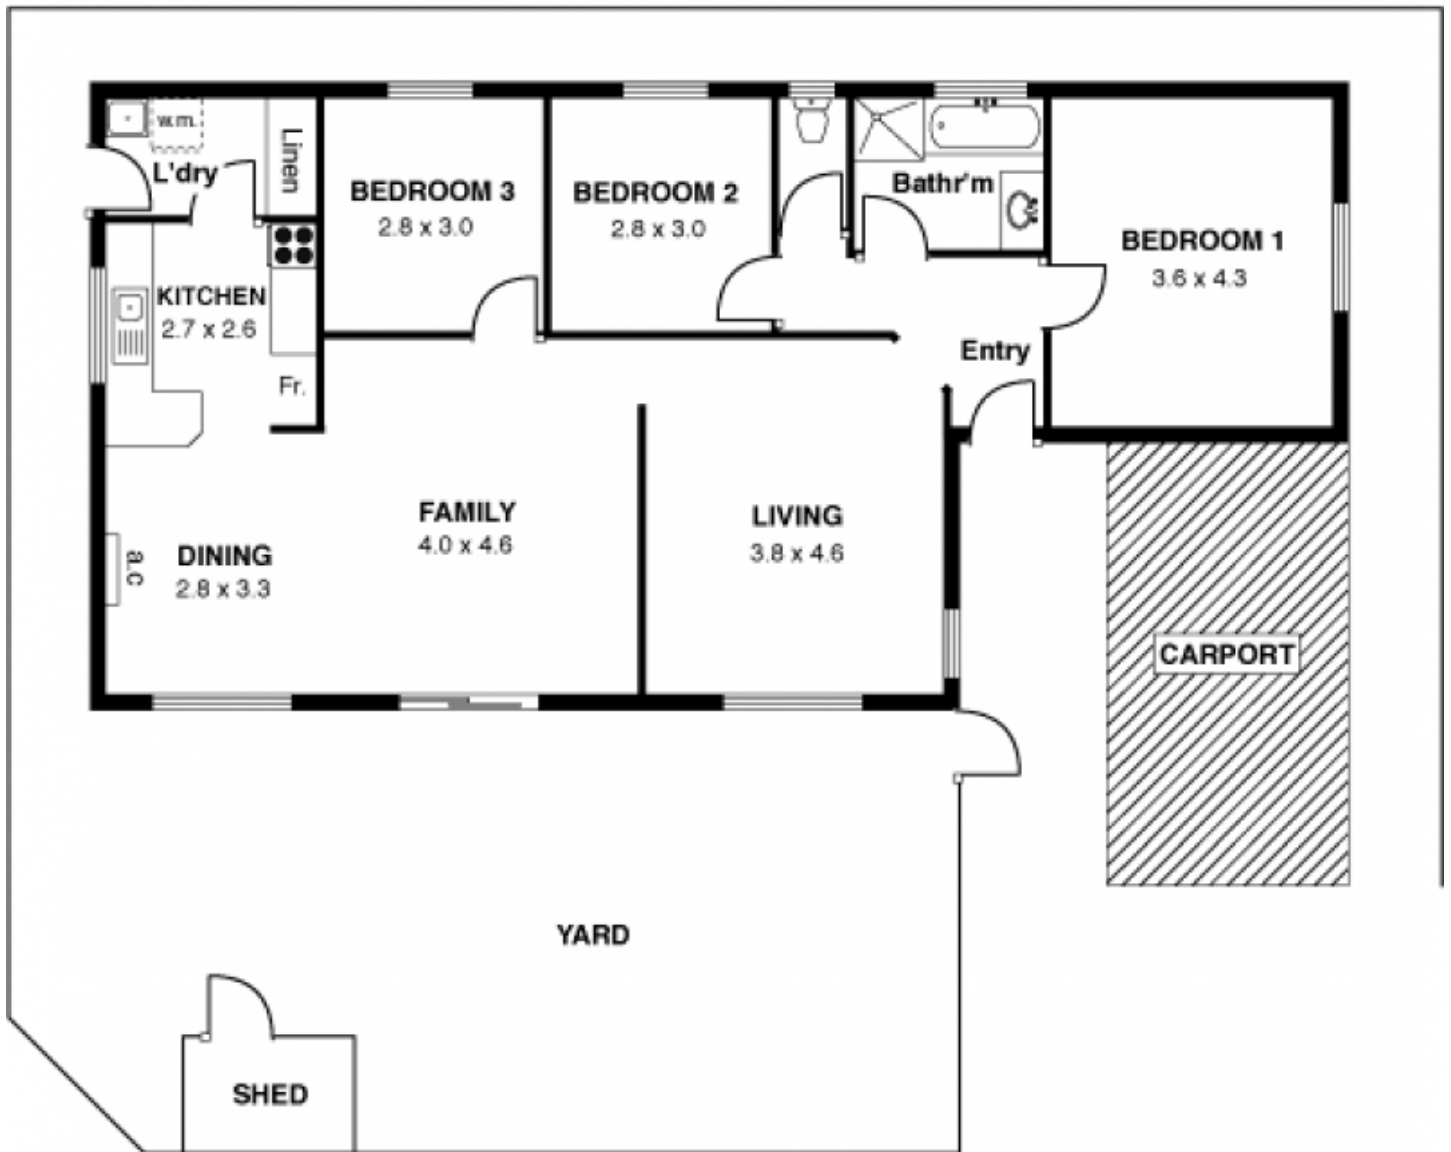 w.m.
Linen
L'dry
BEDROOM 3
2.8 x 3.0
BEDROOM 2
2.8 x 3.0
Bathr'm
BEDROOM 1
3.6 x 4.3
KITCHEN
2.7 x 2.6
Fr.
Entry
FAMILY
4.0 x 4.6
LIVING
3.8 x 4.6
DINING
2.8 x 3.3
a.c
CARPORT
YARD
SHED